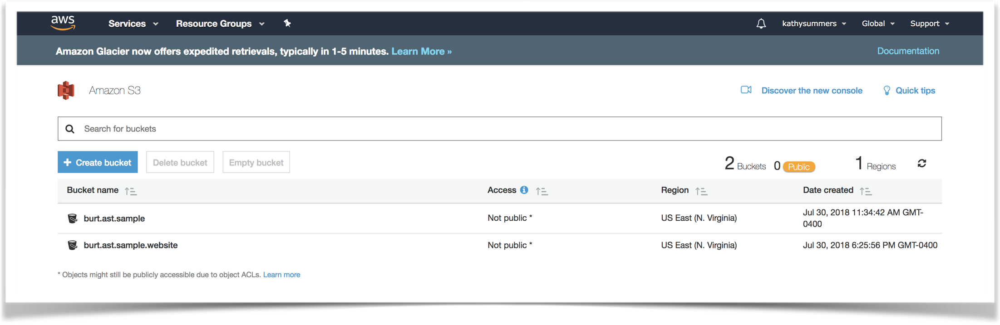 aws Services Resource Groups kathysummers Global Support
Amazon Glacier now offers expedited retrievals, typically in 1-5 minutes. Learn More » Documentation
Amazon S3 Discover the new console Quick tips
Search for buckets
+ Create bucket Delete bucket Empty bucket 2 Buckets 0 Public 1 Regions
Bucket name Access i Region Date created
burt.ast.sample Not public * US East (N. Virginia) Jul 30, 2018 11:34:42 AM GMT-
0400
burt.ast.sample.website Not public * US East (N. Virginia) Jul 30, 2018 6:25:56 PM GMT-0400
* Objects might still be publicly accessible due to object ACLs. Learn more